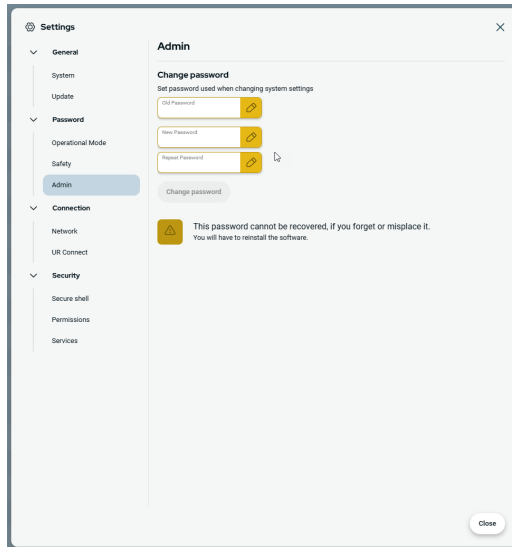 Settings
General
System
Update
Password
Operational Mode
Safety
Admin
Connection
Network
UR Connect
Security
Secure shell
Permissions
Services
Admin
Change password
Set password used when changing system settings
Old Password
New Password
Repeat Password
Change password
This password cannot be recovered, if you forget or misplace it.
You will have to reinstall the software.
Close